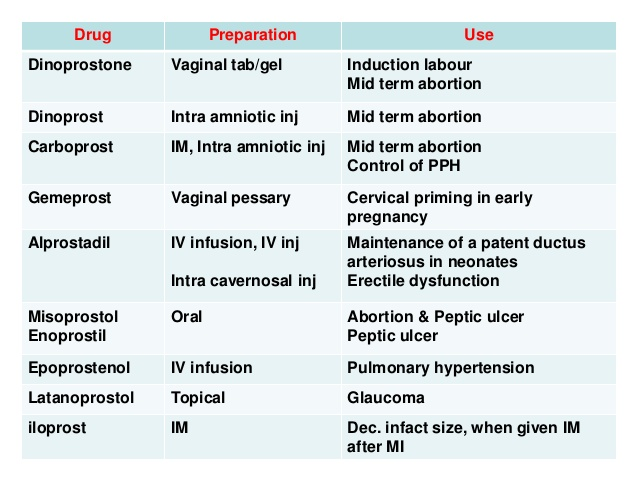 Drug Preparation Use
Dinoprostone Vaginal tab/gel Induction labour
Mid term abortion
Dinoprost Intra amniotic inj Mid term abortion
Carboprost IM, Intra amniotic inj Mid term abortion
Control of PPH
Gemeprost Vaginal pessary Cervical priming in early
pregnancy
Alprostadil IV infusion, IV inj Maintenance of a patent ductus
arteriosus in neonates
Intra cavernosal inj Erectile dysfunction
Misoprostol Oral Abortion & Peptic ulcer
Enoprostil Peptic ulcer
Epoprostenol IV infusion Pulmonary hypertension
Latanoprostol Topical Glaucoma
iloprost IM Dec. infact size, when given IM
after MI